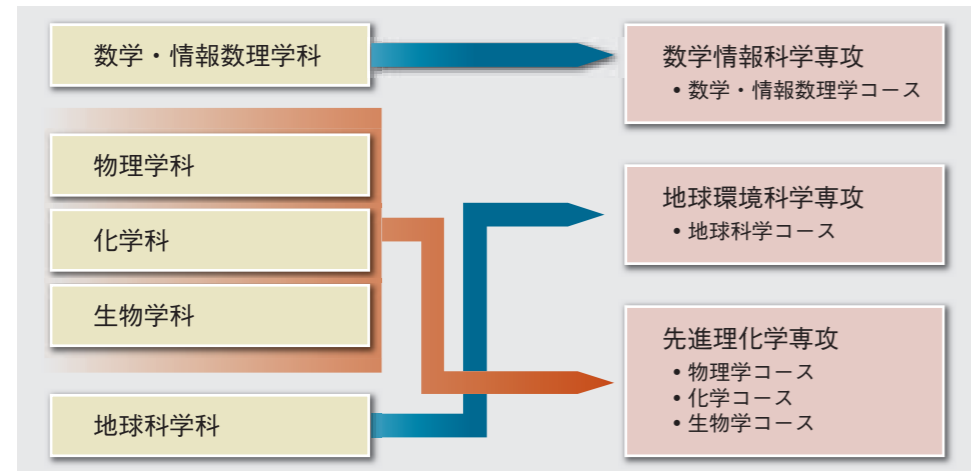 数学・情報数理学科
物理学科
化学科
生物学科
地球科学科
数学情報科学専攻
• 数学・情報数理学コース
地球環境科学専攻
• 地球科学コース
先進理化学専攻
• 物理学コース
• 化学コース
• 生物学コース